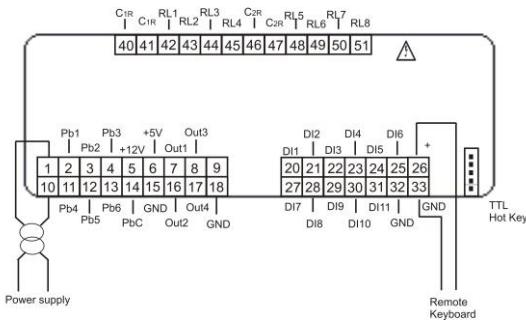 C1R RL1 RL3 C2R RL5 RL7
C1R RL2 RL4 C2R RL6 RL8
40 41 42 43 44 45 46 47 48 49 50 51
Pb1 Pb3 +5V Out3 DI2 DI4 DI6 +
Pb2 +12V Out1 DI1 DI3 DI5
1 2 3 4 5 6 7 8 9 20 21 22 23 24 25 26
10 11 12 13 14 15 16 17 18 27 28 29 30 31 32 33
Pb4 Pb6 GND Out4 DI7 DI9 DI11 GND
Pb5 PbC Out2 GND DI8 DI10 GND
TTL
Hot Key
Power supply
Remote
Keyboard